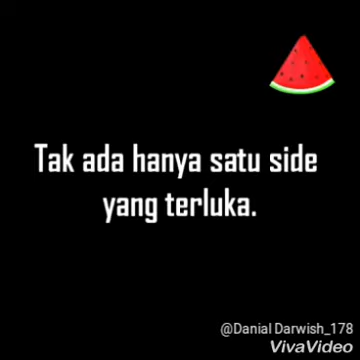 Tak ada hanya satu side
yang terluka.
@Danial Darwish_178
VivaVideo